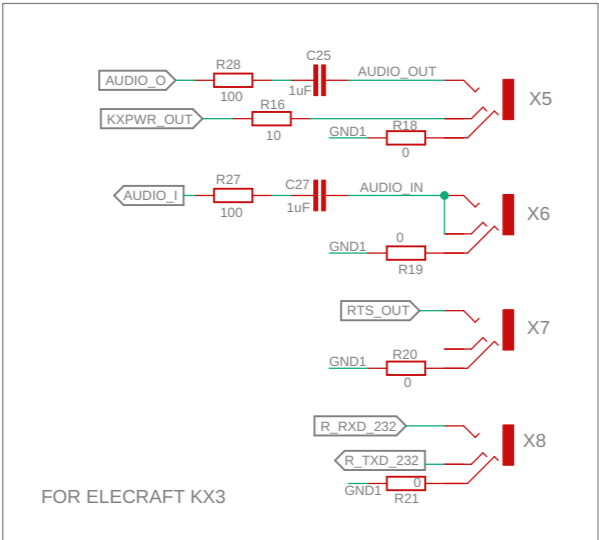 C25
R28
AUDIO_OUT
AUDIO_O
100
1uF
X5
R16
KXPWR_OUT
10
GND1
R18
0
R27
C27
AUDIO_IN
AUDIO_I
100
1uF
X6
0
GND1
R19
RTS_OUT
X7
GND1
R20
0
R_RXD_232
X8
R_TXD_232
GND1
0
R21
FOR ELECRAFT KX3